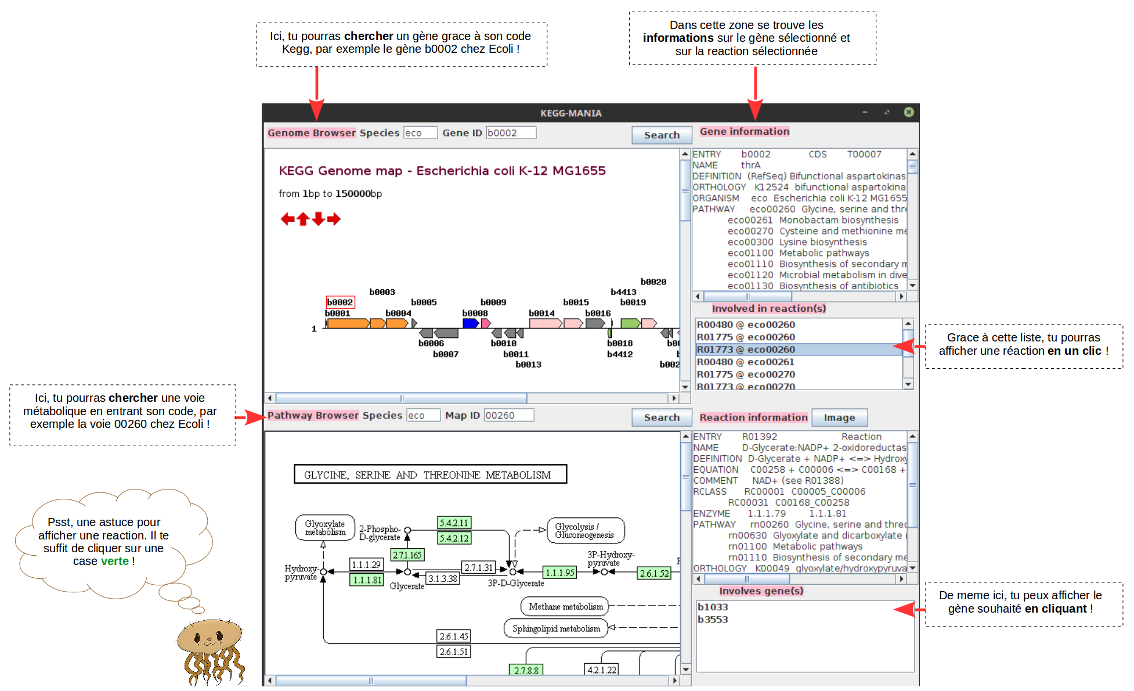 Ici, tu pourras chercher un gène grace à son code
Kegg, par exemple le gène b0002 chez Ecoli !
Dans cette zone se trouve les
informations sur le gène sélectionné et
sur la reaction sélectionnée
KEGG-MANIA
Genome Browser Species eco Gene ID b0002 Search
Gene information
KEGG Genome map - Escherichia coli K-12 MG1655
from 1bp to 150000bp
b0020
b0003 b4413
b0002 b0005 b0009 b0015 b0019
b0001 b0004 b0008 b0014 b0016
1
b0006 b0010 b0018
b0007 b0011 b4412
b0013
ENTRY b0002 CDS T00007
NAME thrA
DEFINITION (RefSeq) Bifunctional aspartokinas
ORTHOLOGY K12524 bifunctional aspartokina
ORGANISM eco Escherichia coli K-12 MG1655
PATHWAY eco00260 Glycine, serine and thre
eco00261 Monobactam biosynthesis
eco00270 Cysteine and methionine me
eco00300 Lysine biosynthesis
eco01100 Metabolic pathways
eco01110 Biosynthesis of secondary m
eco01120 Microbial metabolism in dive
eco01130 Biosynthesis of antibiotics
Involved in reaction(s)
R00480 @ eco00260
R01775 @ eco00260
R01773 @ eco00260
R00480 @ eco00261
R01775 @ eco00270
R01773 @ eco00270
Grace à cette liste, tu pourras
afficher une réaction en un clic !
Ici, tu pourras chercher une voie
métabolique en entrant son code, par
exemple la voie 00260 chez Ecoli !
Pathway Browser Species eco Map ID 00260 Search
Reaction information Image
GLYCINE, SERINE AND THREONINE METABOLISM
Glyoxylate
metabolism
2-Phospho-
D-glycerate
5.4.2.11
5.4.2.12
Glycolysis /
Gluconeogenesis
2.7.1.165
3P-Hydroxy-
pyruvate
Hydroxy-
pyruvate
1.1.1.29
1.1.1.81
Glycerate
2.7.1.31
3.1.3.38
3P-D-Glycerate
1.1.1.95
2.6.1.52
Methane metabolism
Sphingolipid metabolism
2.6.1.45
2.6.1.51
2.7.8.8
4.2.1.22
ENTRY R01392 Reaction
NAME D-Glycerate:NADP+ 2-oxidoreductas
DEFINITION D-Glycerate + NADP+ <=> Hydroxy
EQUATION C00258 + C00006 <=> C00168 +
COMMENT NAD+ (see R01388)
RCLASS RC00001 C00005_C00006
RC00031 C00168_C00258
ENZYME 1.1.1.79 1.1.1.81
PATHWAY rn00260 Glycine, serine and threo
rn00630 Glyoxylate and dicarboxylate m
rn01100 Metabolic pathways
rn01110 Biosynthesis of secondary me
ORTHOLOGY K00049 glyoxylate/hydroxypyruva
Involves gene(s)
b1033
b3553
De meme ici, tu peux afficher le
gène souhaité en cliquant !
Psst, une astuce pour
afficher une reaction. Il te
suffit de cliquer sur une
case verte !